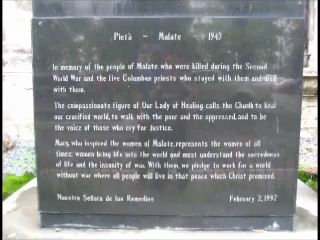 Pietà - Malate 1945
In memory of the people of Malate who were killed during the Second
World War and the five Columban priests who stayed with them and died
with them.
The compassionate figure of Our Lady of Healing calls the Church to heal
our crucified world, to walk with the poor and the oppressed, and to be
the voice of those who cry for Justice.
Mary, who inspired the women of Malate, represents the women of all
times; women bring life into the world and most understand the sacredness
of life and the insanity of war. With them, we pledge to work for a world
without war where all people will live in that peace which Christ promised.
Nuestra Señora de los Remedios February 2, 1997